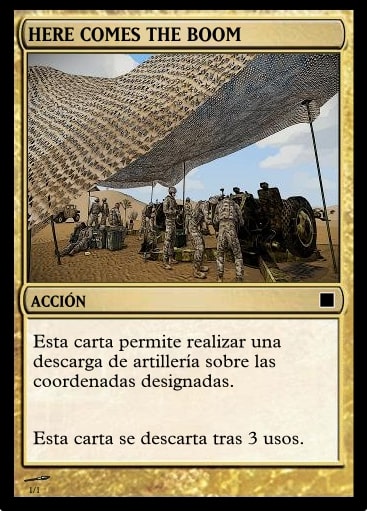 HERE COMES THE BOOM
ACCIÓN
Esta carta permite realizar una
descarga de artillería sobre las
coordenadas designadas.
Esta carta se descarta tras 3 usos.
1/1